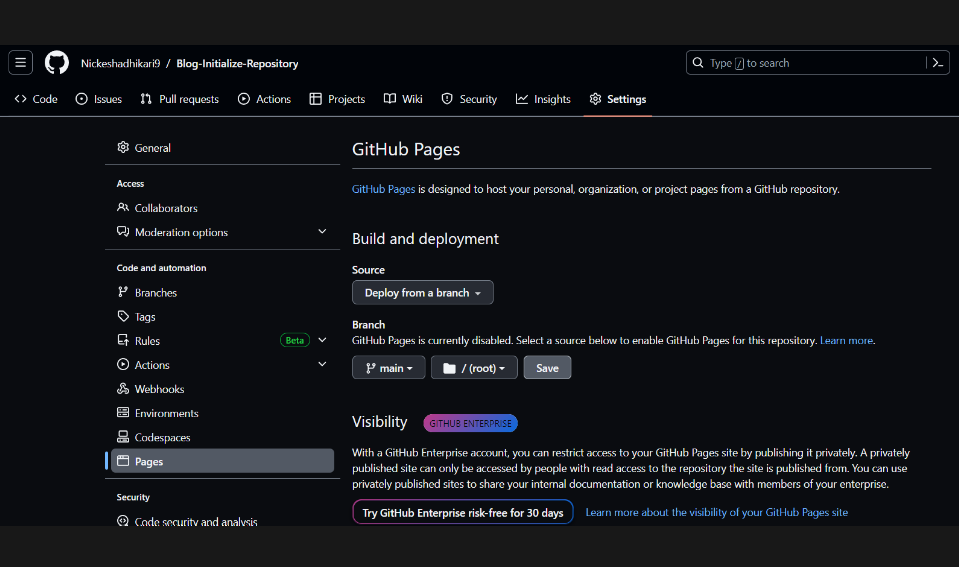 Nickeshadhikari9 / Blog-Initialize-Repository
Type / to search
Code Issues Pull requests Actions Projects Wiki Security Insights Settings
General
Access
Collaborators
Moderation options
Code and automation
Branches
Tags
Rules Beta
Actions
Webhooks
Environments
Codespaces
Pages
Security
Code security and analysis
GitHub Pages
GitHub Pages is designed to host your personal, organization, or project pages from a GitHub repository.
Build and deployment
Source
Deploy from a branch
Branch
GitHub Pages is currently disabled. Select a source below to enable GitHub Pages for this repository. Learn more.
main / (root) Save
Visibility GITHUB ENTERPRISE
With a GitHub Enterprise account, you can restrict access to your GitHub Pages site by publishing it privately. A privately
published site can only be accessed by people with read access to the repository the site is published from. You can use
privately published sites to share your internal documentation or knowledge base with members of your enterprise.
Try GitHub Enterprise risk-free for 30 days Learn more about the visibility of your GitHub Pages site